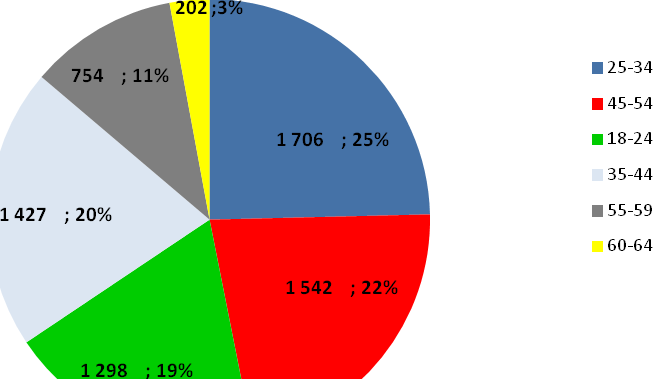 202 ;3%
754 ; 11%
1 706 ; 25%
1 427 ; 20%
1 542 ; 22%
1 298 ; 19%
25-34
45-54
18-24
35-44
55-59
60-64